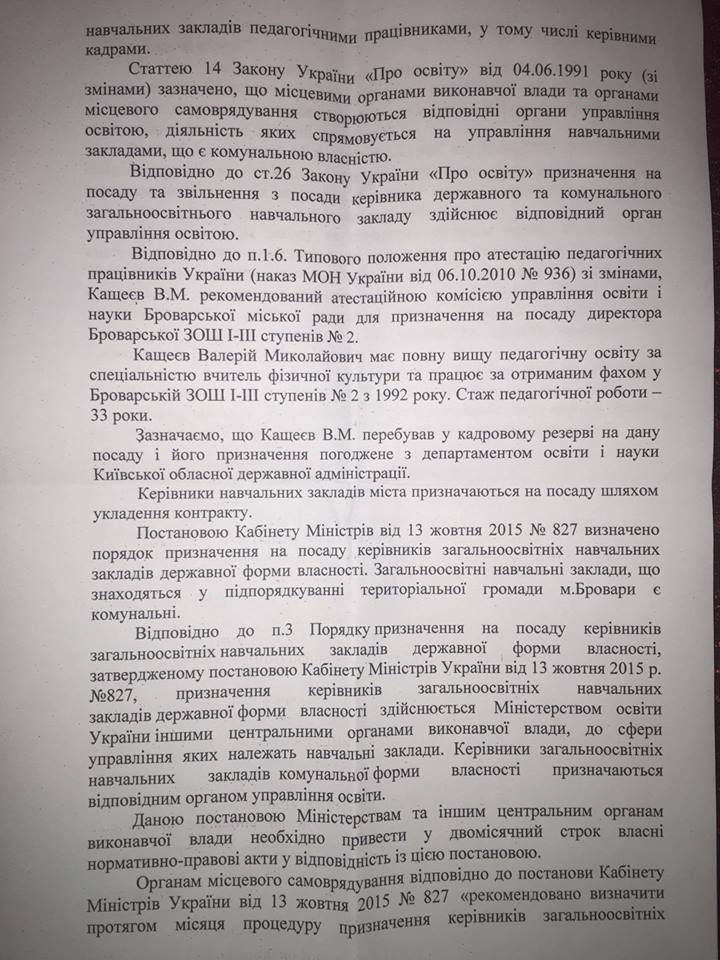 навчальних закладів педагогічними працівниками, у тому числі керівними
кадрами.
Статтею 14 Закону України «Про освіту» від 04.06.1991 року (зі
змінами) зазначено, що місцевими органами виконавчої влади та органами
місцевого самоврядування створюються відповідні органи управління
освітою, діяльність яких спрямовується на управління навчальними
закладами, що є комунальною власністю.
Відповідно до ст.26 Закону України «Про освіту» призначення на
посаду та звільнення з посади керівника державного та комунального
загальноосвітнього навчального закладу здійснює відповідний орган
управління освітою.
Відповідно до п.1.6. Типового положення про атестацію педагогічних
працівників України (наказ МОН України від 06.10.2010 № 936) зі змінами,
Кащеєв В.М. рекомендований атестаційною комісією управління освіти і
науки Броварської міської ради для призначення на посаду директора
Броварської ЗОШ І-ІІІ ступенів № 2.
Кащеєв Валерій Миколайович має повну вищу педагогічну освіту за
спеціальністю вчитель фізичної культури та працює за отриманим фахом у
Броварській ЗОШ І-ІІІ ступенів № 2 з 1992 року. Стаж педагогічної роботи –
33 роки.
Зазначаємо, що Кащеєв В.М. перебував у кадровому резерві на дану
посаду і його призначення погоджене з департаментом освіти і науки
Київської обласної державної адміністрації.
Керівники навчальних закладів міста призначаються на посаду шляхом
укладення контракту.
Постановою Кабінету Міністрів від 13 жовтня 2015 № 827 визначено
порядок призначення на посаду керівників загальноосвітніх навчальних
закладів державної форми власності. Загальноосвітні навчальні заклади, що
знаходяться у підпорядкуванні територіальної громади м.Бровари є
комунальні.
Відповідно до п.3 Порядку призначення на посаду керівників
загальноосвітніх навчальних закладів державної форми власності,
затвердженому постановою Кабінету Міністрів України від 13 жовтня 2015 р.
№827, призначення керівників загальноосвітніх навчальних
закладів державної форми власності здійснюється Міністерством освіти
України іншими центральними органами виконавчої влади, до сфери
управління яких належать навчальні заклади. Керівники загальноосвітніх
навчальних закладів комунальної форми власності призначаються
відповідним органом управління освіти.
Даною постановою Міністерствам та іншим центральним органам
виконавчої влади необхідно привести у двомісячний строк власні
нормативно-правові акти у відповідність із цією постановою.
Органам місцевого самоврядування відповідно до постанови Кабінету
Міністрів України від 13 жовтня 2015 № 827 «рекомендовано визначити
протягом місяця процедуру призначення керівників загальноосвітніх